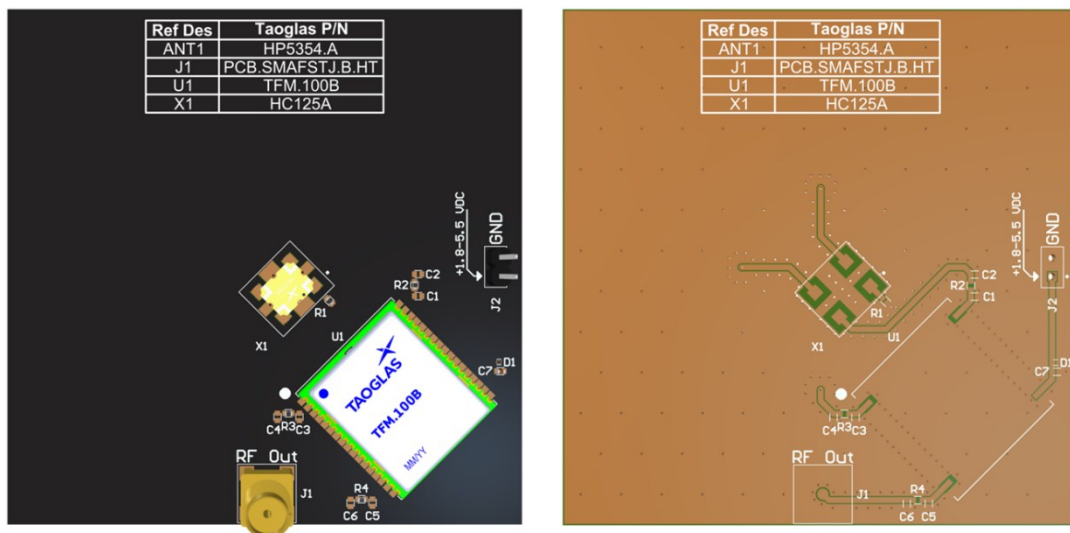 Ref Des Taoglas P/N
ANT1 HP5354.A
J1 PCB.SMAFSTJ.B.HT
U1 TFM.100B
X1 HC125A
+1.8-5.5 VDC
GND
J2
C2
R2
C1
R1
X1
U1
TAOGLAS
TFM.100B
MM/YY
D1
C7
C4 R3 C3
RF Out
J1
R4
C6 C5
Ref Des Taoglas P/N
ANT1 HP5354.A
J1 PCB.SMAFSTJ.B.HT
U1 TFM.100B
X1 HC125A
+1.8-5.5 VDC
GND
J2
C2
R2
C1
R1
X1
U1
D1
C7
C4 R3 C3
RF Out
J1
R4
C6 C5